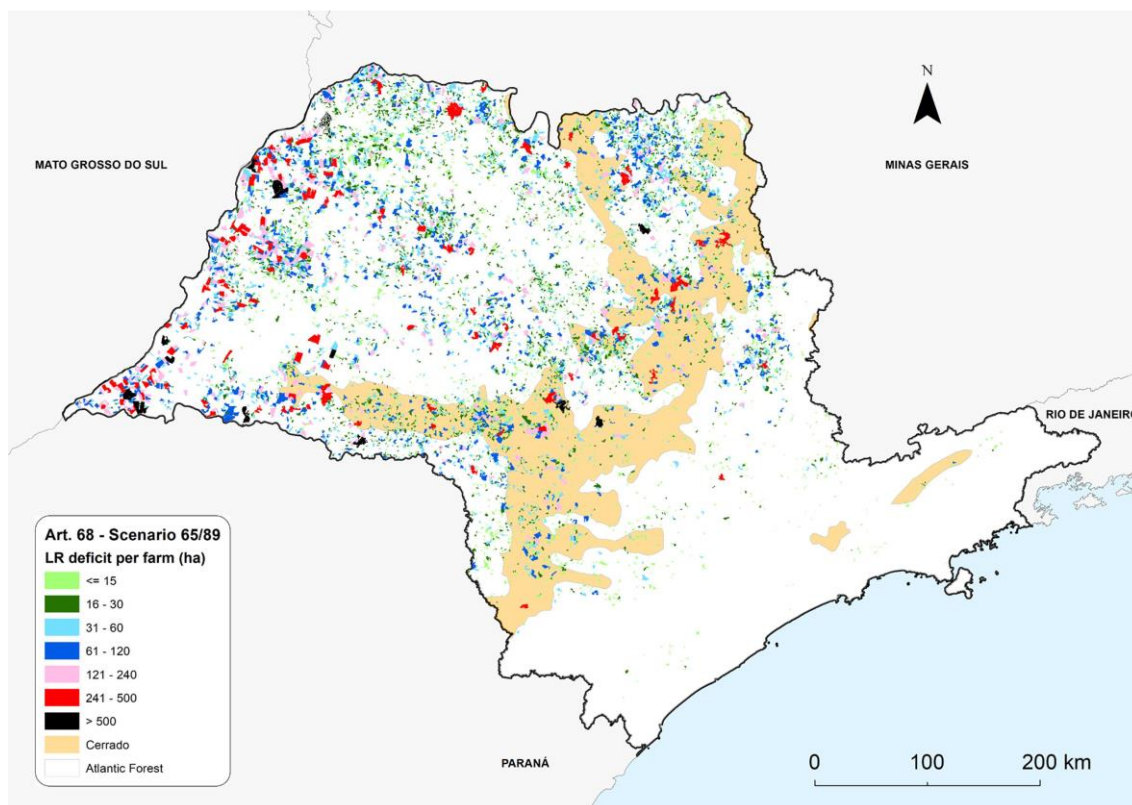 N
MATO GROSSO DO SUL
MINAS GERAIS
RIO DE JANEIRO
Art. 68 - Scenario 65/89
LR deficit per farm (ha)
<= 15
16 - 30
31 - 60
61 - 120
121 - 240
241 - 500
> 500
Cerrado
Atlantic Forest
PARANÁ
0 100 200 km